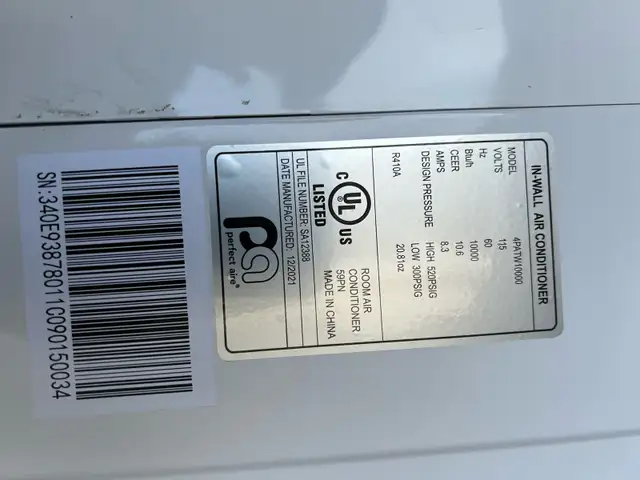 IN-WALL AIR CONDITIONER
MODEL 4PATW10000
VOLTS 115
Hz 60
Btu/h 10000
CEER 10.6
AMPS 8.3
DESIGN PRESSURE HIGH 520PSIG
LOW 300PSIG
R410A 20.81oz
C UL US
®
LISTED
ROOM AIR
CONDITIONER
59PN
MADE IN CHINA
UL FILE NUMBER: SA12388
DATE MANUFACTURED: 12/2021
pa
perfect aire®
SN:340E93878011C090150034